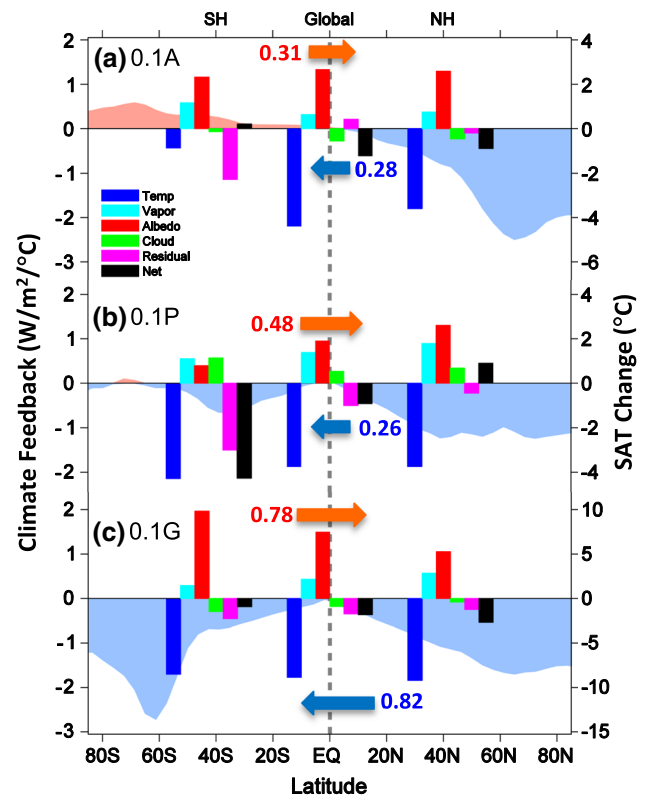 SH Global NH
2 4
(a) 0.1A 0.31
1 2
0 0
-1 0.28 -2
Temp
Vapor
-2 Albedo -4
Cloud
Residual
-3 Net -6
2 4
(b) 0.1P 0.48
1 2
0 0
-1 0.26 -2
-2 -4
2 10
(c) 0.1G 0.78
1 5
0 0
-1 -5
-2 0.82 -10
-3 -15
80S 60S 40S 20S EQ 20N 40N 60N 80N
Latitude
Climate Feedback (W/m²/°C)
SAT Change (°C)